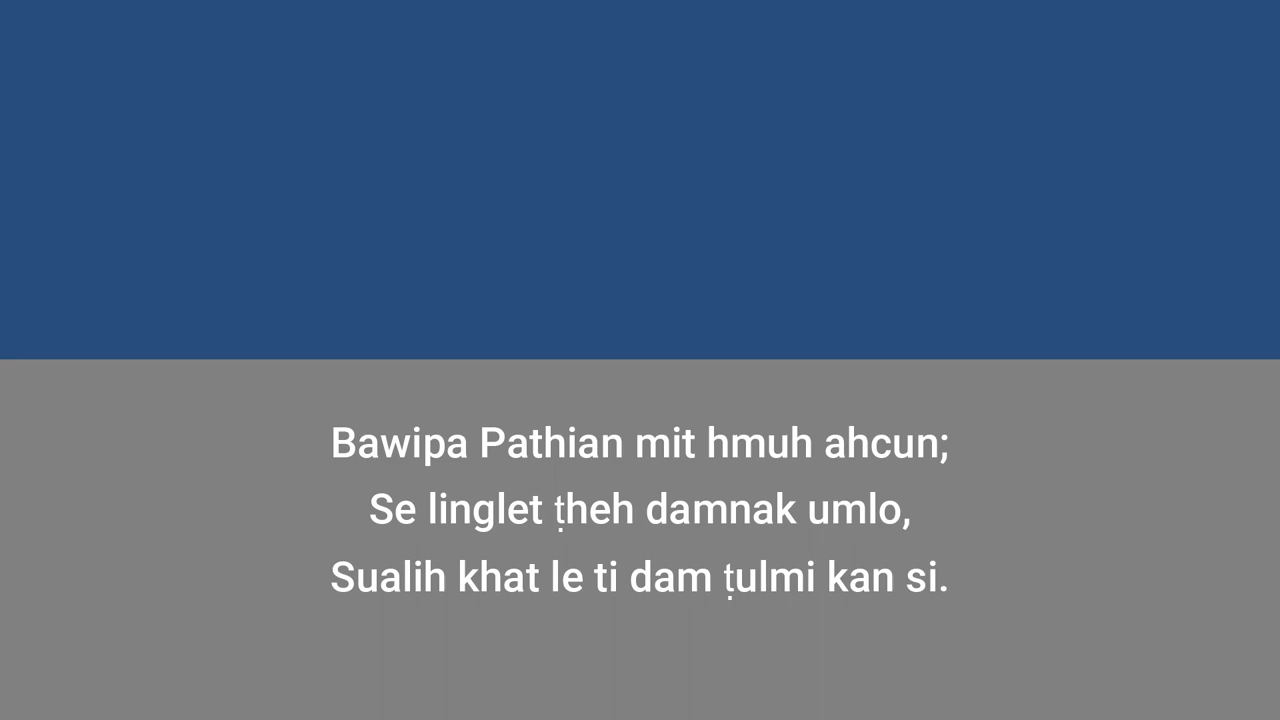 Bawipa Pathian mit hmuh ahcun;
Se linglet ṭheh damnak umlo,
Sualih khat le ti dam ṭulmi kan si.